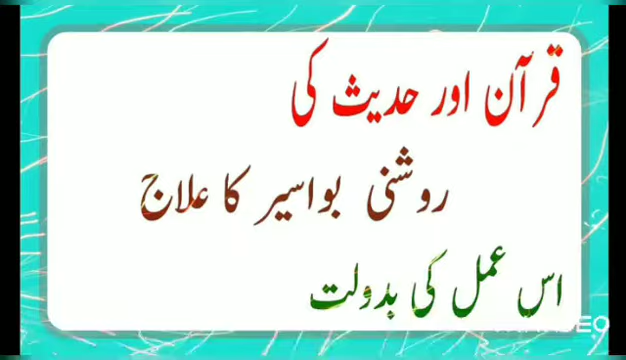 قرآن اور حدیث کی
روشنی بواسیر کا علاج
اس عمل کی بدولت